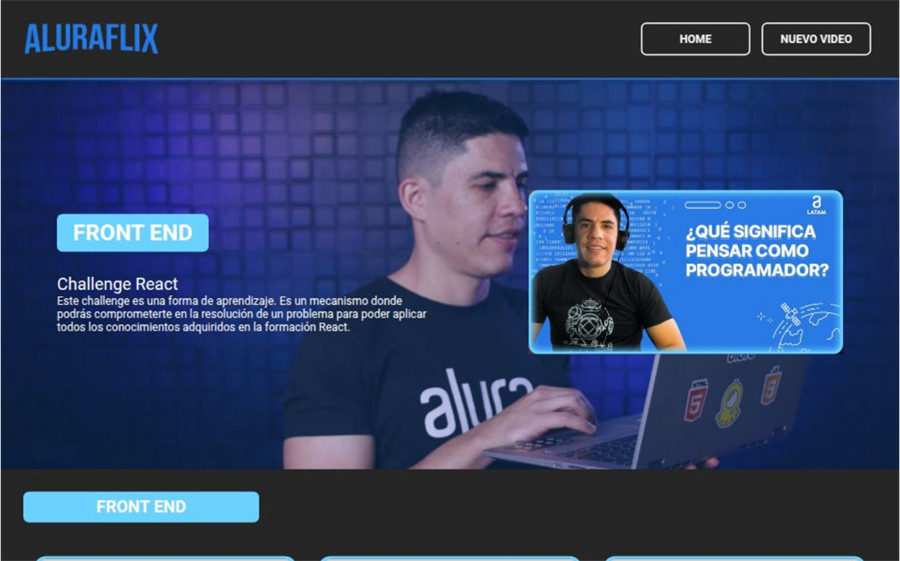 ALURAFLIX
HOME
NUEVO VIDEO
FRONT END
Challenge React
Este challenge es una forma de aprendizaje. Es un mecanismo donde
podrás comprometerte en la resolución de un problema para poder aplicar
todos los conocimientos adquiridos en la formación React.
a
LATAM
¿QUÉ SIGNIFICA
PENSAR COMO
PROGRAMADOR?
alura
5
5
FRONT END